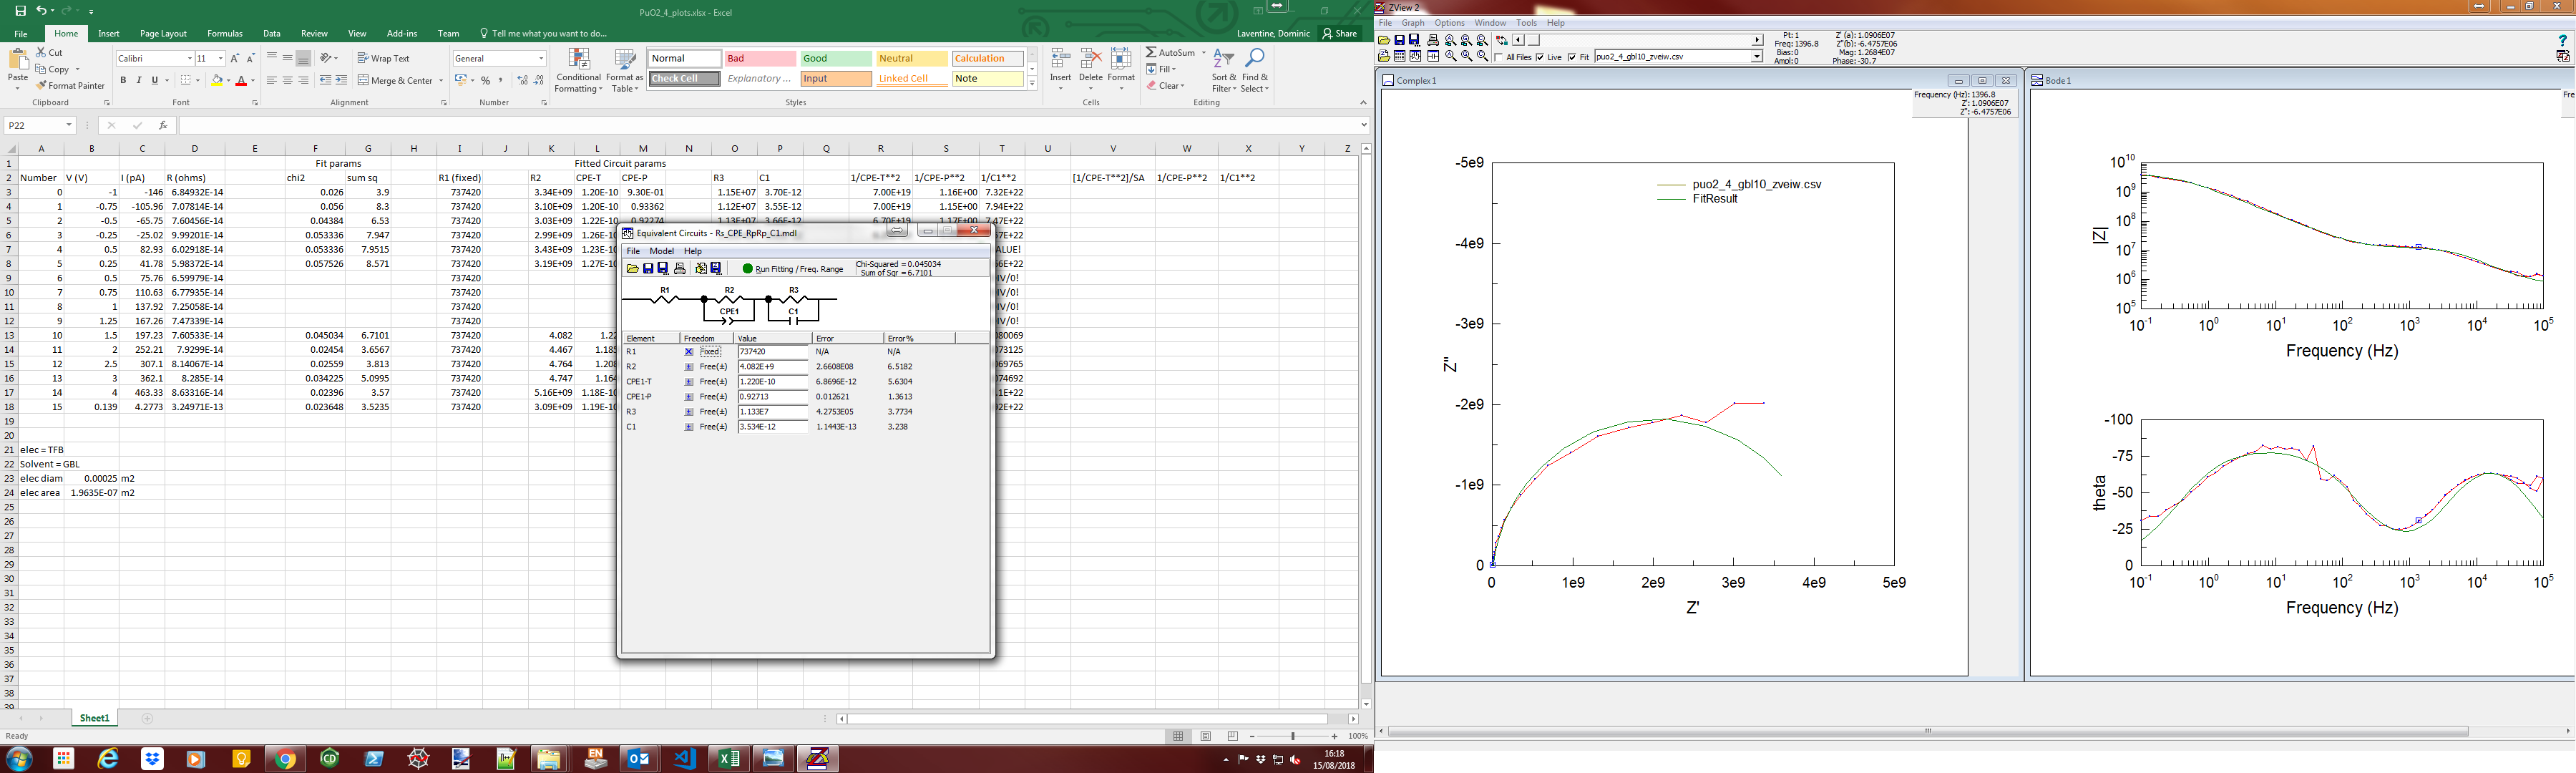 PuO2_4_plots.xlsx - Excel
File Home Insert Page Layout Formulas Data Review View Add-ins Team Tell me what you want to do... Laventine, Dominic Share
Paste Cut Copy Format Painter
Calibri 11
Wrap Text
Merge & Center
General
Conditional Formatting Format as Table
Normal Bad Good Neutral Calculation
Check Cell Explanatory ... Input Linked Cell Note
Insert Delete Format
AutoSum Fill Clear
Sort & Filter Find & Select
Clipboard Font Alignment Number Styles Cells Editing
P22 fx
A B C D E F G H I J K L M N O P Q R S T U V W X Y Z
1 Fit params Fitted Circuit params
2 Number V (V) I (pA) R (ohms) chi2 sum sq R1 (fixed) R2 CPE-T CPE-P R3 C1 1/CPE-T**2 1/CPE-P**2 1/C1**2 [1/CPE-T**2]/SA 1/CPE-P**2 1/C1**2
3 0 -1 -146 6.84932E-14 0.026 3.9 737420 3.34E+09 1.20E-10 9.30E-01 1.15E+07 3.70E-12 7.00E+19 1.16E+00 7.32E+22
4 1 -0.75 -105.96 7.07814E-14 0.056 8.3 737420 3.10E+09 1.20E-10 0.93362 1.12E+07 3.55E-12 7.00E+19 1.15E+00 7.94E+22
5 2 -0.5 -65.75 7.60456E-14 0.04384 6.53 737420 3.03E+09 1.22E-10 0.92274 1.13E+07 3.66E-12 6.70E+19 1.17E+00 7.47E+22
6 3 -0.25 -25.02 9.99201E-14 0.053336 7.947 737420 2.99E+09 1.26E-10
7 4 0.5 82.93 6.02918E-14 0.053336 7.9515 737420 3.43E+09 1.23E-10 ALUE!
8 5 0.25 41.78 5.98372E-14 0.057526 8.571 737420 3.19E+09 1.27E-10
9 6 0.5 75.76 6.59979E-14 737420 IV/0!
10 7 0.75 110.63 6.77935E-14 737420 IV/0!
11 8 1 137.92 7.25058E-14 737420 IV/0!
12 9 1.25 167.26 7.47339E-14 737420 IV/0!
13 10 1.5 197.23 7.60533E-14 0.045034 6.7101 737420 4.082 1.22 080069
14 11 2 252.21 7.9299E-14 0.02454 3.6567 737420 4.467 1.185 073125
15 12 2.5 307.1 8.14067E-14 0.02559 3.813 737420 4.764 1.208 069765
16 13 3 362.1 8.285E-14 0.034225 5.0995 737420 4.747 1.164 074692
17 14 4 463.33 8.63316E-14 0.02396 3.57 737420 5.16E+09 1.18E-10 1E+22
18 15 0.139 4.2773 3.24971E-13 0.023648 3.5235 737420 3.09E+09 1.19E-10 2E+22
19
20
21 elec = TFB
22 Solvent = GBL
23 elec diam 0.00025 m2
24 elec area 1.9635E-07 m2
25
26
27
28
29
30
31
32
33
34
35
36
37
38
Sheet1
Ready 100%
Equivalent Circuits - Rs_CPE_RpRp_C1.mdl
File Model Help
Run Fitting / Freq. Range
Chi-Squared = 0.045034
Sum of Sqr = 6.7101
R1 R2 R3
CPE1 C1
Element Freedom Value Error Error%
R1 Fixed 737420 N/A N/A
R2 Free(±) 4.082E+9 2.6608E08 6.5182
CPE1-T Free(±) 1.220E-10 6.8696E-12 5.6304
CPE1-P Free(±) 0.92713 0.012621 1.3613
R3 Free(±) 1.133E7 4.2753E05 3.7734
C1 Free(±) 3.534E-12 1.1443E-13 3.238
ZView 2
File Graph Options Window Tools Help
Pt: 1
Freq: 1396.8
Bias: 0
Ampl: 0
Z' (a): 1.0906E07
Z''(b): -6.4757E06
Mag: 1.2684E07
Phase: -30.7
All Files Live Fit puo2_4_gbl10_zveiw.csv
Complex 1
Frequency (Hz): 1396.8
Z': 1.0906E07
Z'': -6.4757E06
puo2_4_gbl10_zveiw.csv
FitResult
-5e9
-4e9
-3e9
-2e9
-1e9
0
Z''
0 1e9 2e9 3e9 4e9 5e9
Z'
Bode 1
Fre
10^10
10^9
10^8
10^7
10^6
10^5
|Z|
10^-1 10^0 10^1 10^2 10^3 10^4 10^5
Frequency (Hz)
-100
-75
-50
-25
0
theta
10^-1 10^0 10^1 10^2 10^3 10^4 10^5
Frequency (Hz)
EN
16:18
15/08/2018